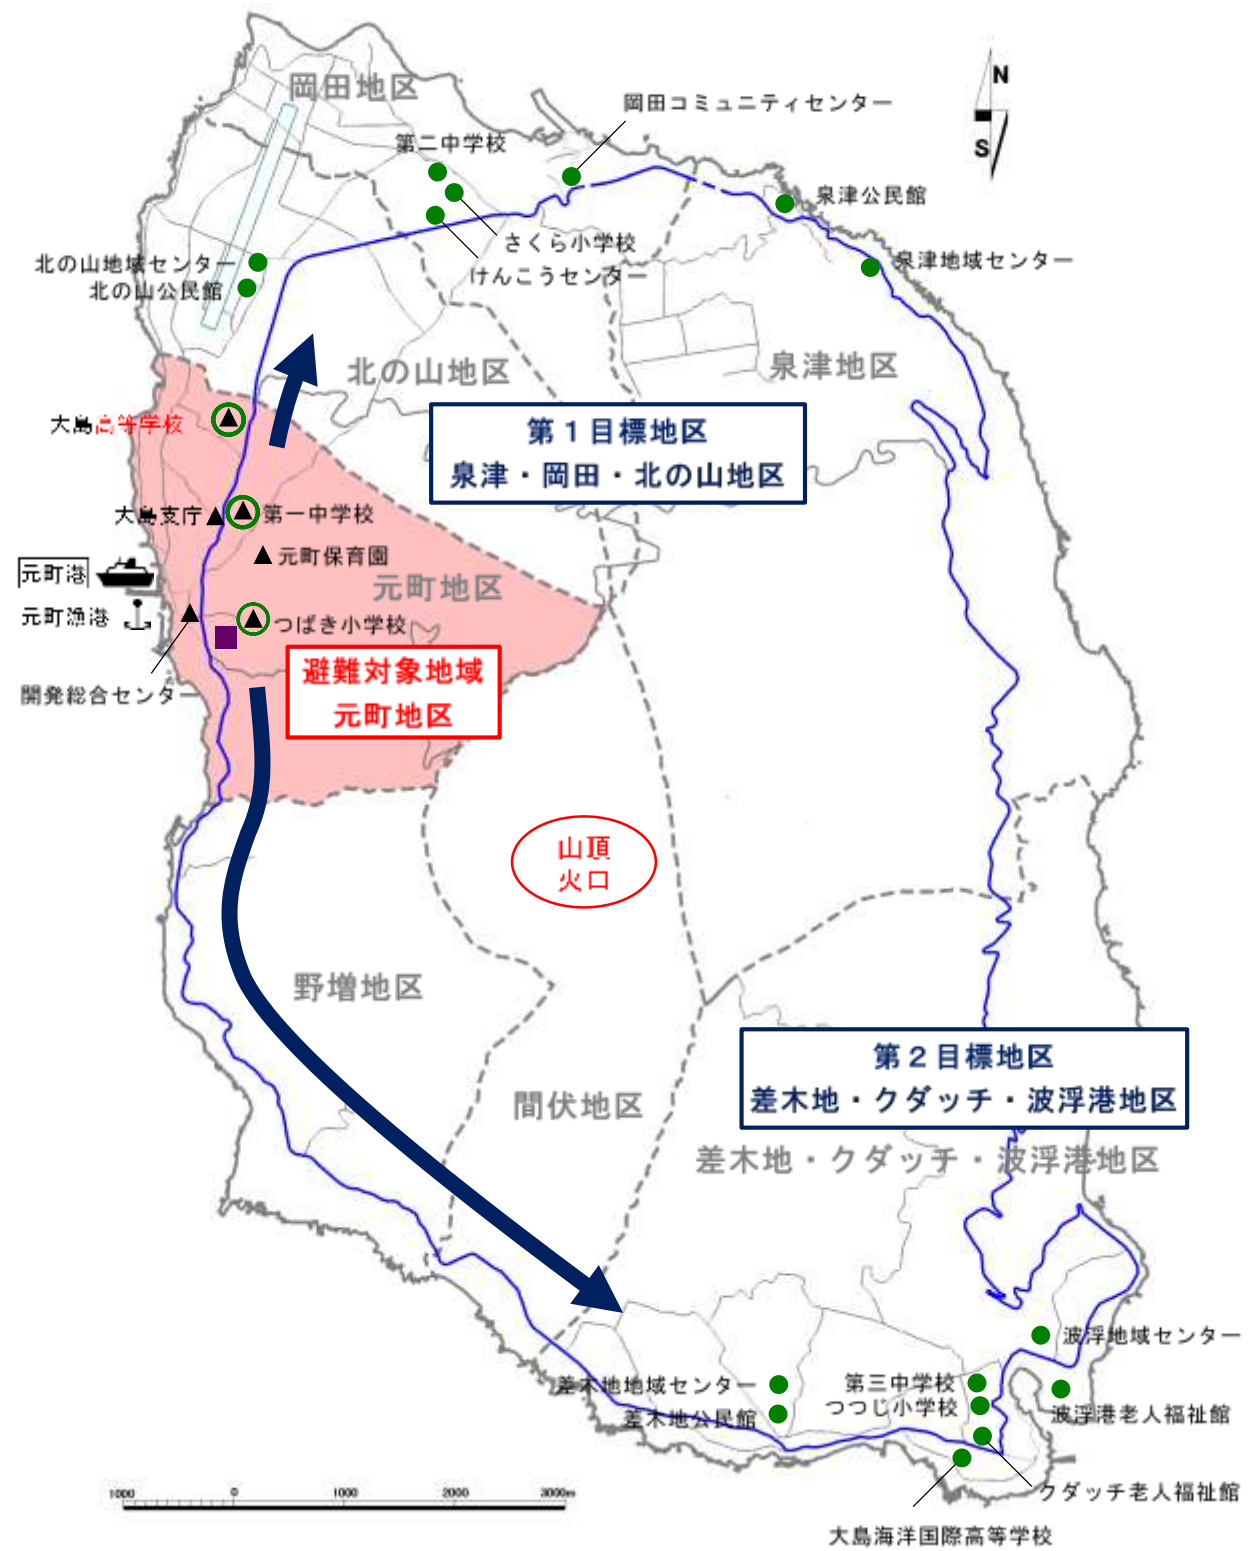 岡田地区
N
S
岡田コミュニティセンター
第二中学校
泉津公民館
さくら小学校
けんこうセンター
泉津地域センター
北の山地域センター
北の山公民館
北の山地区
泉津地区
大島高等学校
第１目標地区
泉津・岡田・北の山地区
大島支庁
第一中学校
元町保育園
元町港
元町地区
元町漁港
つばき小学校
避難対象地域
元町地区
開発総合センター
山頂
火口
野増地区
第２目標地区
差木地・クダッチ・波浮港地区
間伏地区
差木地・クダッチ・波浮港地区
波浮地域センター
差木地地域センター
第三中学校
つつじ小学校
差木地公民館
波浮港老人福祉館
クダッチ老人福祉館
大島海洋国際高等学校
1000 0 1000 2000 3000m